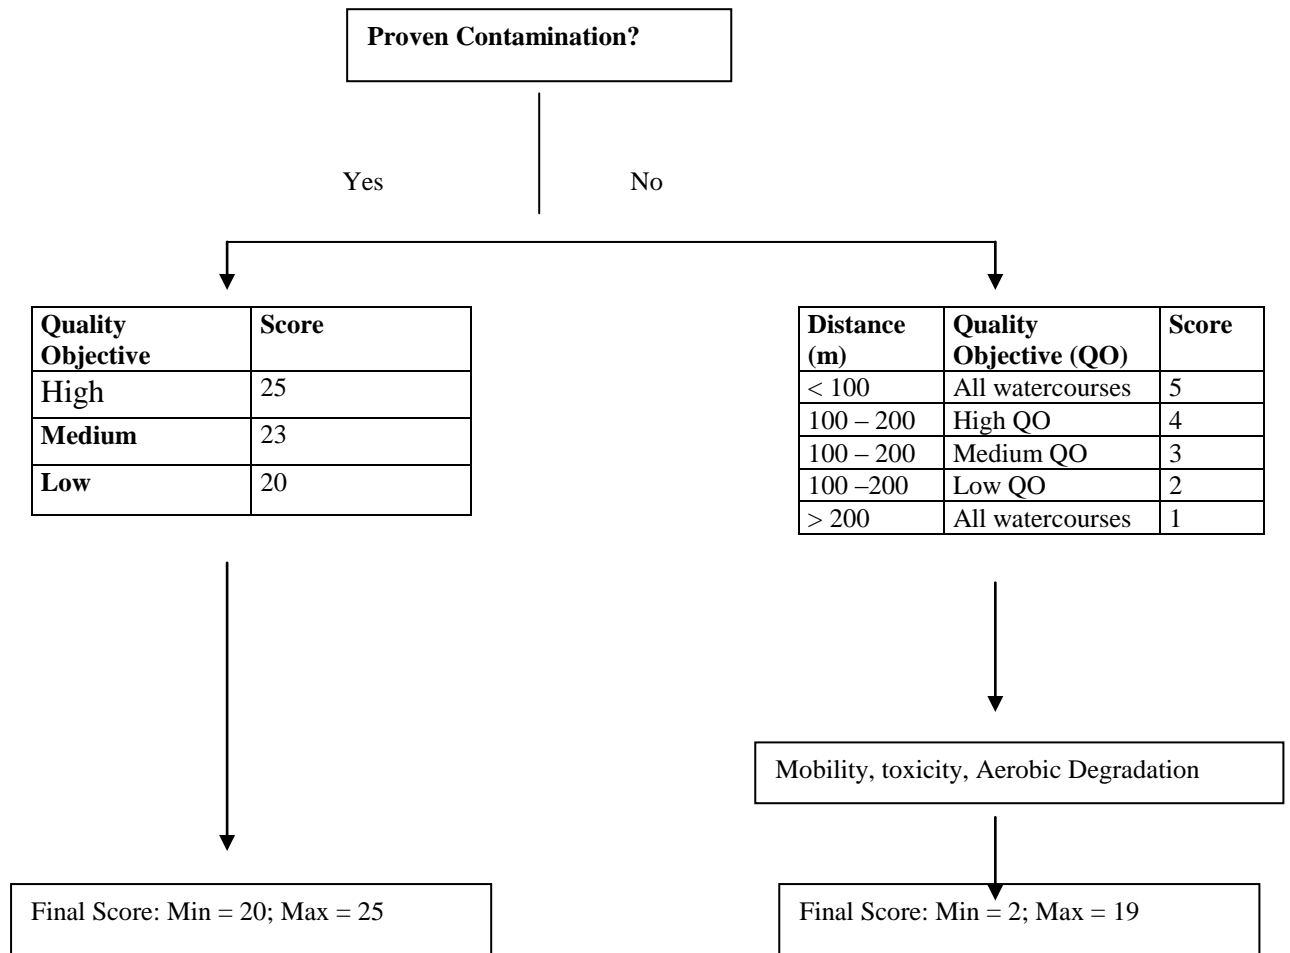 Proven Contamination?
Yes
No
Quality
Objective
Score
High
25
Medium
23
Low
20
Distance
(m)
Quality
Objective (QO)
Score
< 100
All watercourses
5
100 – 200
High QO
4
100 – 200
Medium QO
3
100 –200
Low QO
2
> 200
All watercourses
1
Mobility, toxicity, Aerobic Degradation
Final Score: Min = 20; Max = 25
Final Score: Min = 2; Max = 19